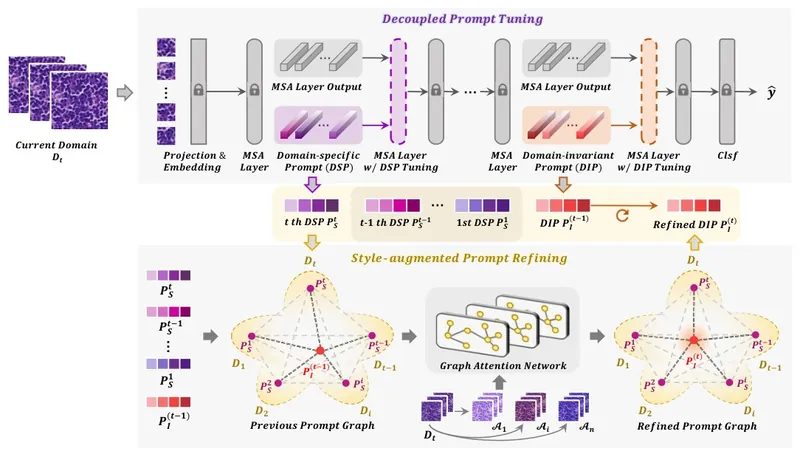 Decoupled Prompt Tuning
Current Domain
D_t
Projection &
Embedding
MSA
Layer
MSA Layer Output
Domain-specific
Prompt (DSP)
MSA Layer
w/ DSP Tuning
...
MSA
Layer
MSA Layer Output
Domain-invariant
Prompt (DIP)
MSA Layer
w/ DIP Tuning
Clsf
ŷ
t th DSP P_S^t
t-1 th DSP P_S^{t-1}
...
1st DSP P_S^1
DIP P_I^{(t-1)}
Refined DIP P_I^{(t)}
Style-augmented Prompt Refining
P_S^t
P_S^{t-1}
⋮
P_S^1
P_I^{(t-1)}
D_t
P_S^t
P_S^1
P_S^{t-1}
D_1
D_{t-1}
P_I^{(t-1)}
P_S^2
P_S^i
D_2
D_i
Previous Prompt Graph
Graph Attention Network
D_t
𝒜_1
𝒜_i
𝒜_n
D_t
P_S^t
P_S^1
P_S^{t-1}
D_1
D_{t-1}
P_I^{(t)}
P_S^2
P_S^i
D_2
D_i
Refined Prompt Graph